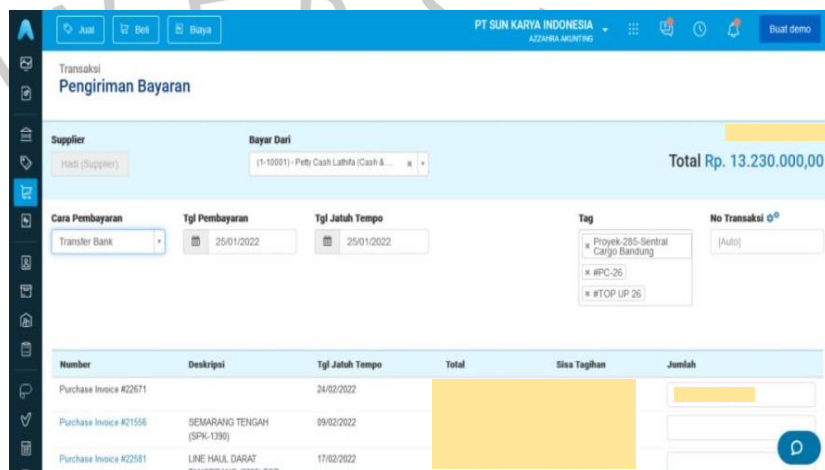 Jual Beli Biaya
PT SUN KARYA INDONESIA
AZZAHRA AKUNTING
Buat demo
Transaksi
Pengiriman Bayaran
Supplier
Hadi (Supplier)
Bayar Dari
(1-10001) - Petty Cash Lathifa (Cash & ...
Total Rp. 13.230.000,00
Cara Pembayaran
Transfer Bank
Tgl Pembayaran
25/01/2022
Tgl Jatuh Tempo
25/01/2022
Tag
× Proyek-285-Sentral
Cargo Bandung
× #PC-26
× #TOP UP 26
No Transaksi
[Auto]
Number Deskripsi Tgl Jatuh Tempo Total Sisa Tagihan Jumlah
Purchase Invoice #22671 24/02/2022
Purchase Invoice #21556 SEMARANG TENGAH 09/02/2022
(SPK-1390)
Purchase Invoice #22581 LINE HAUL DARAT 17/02/2022